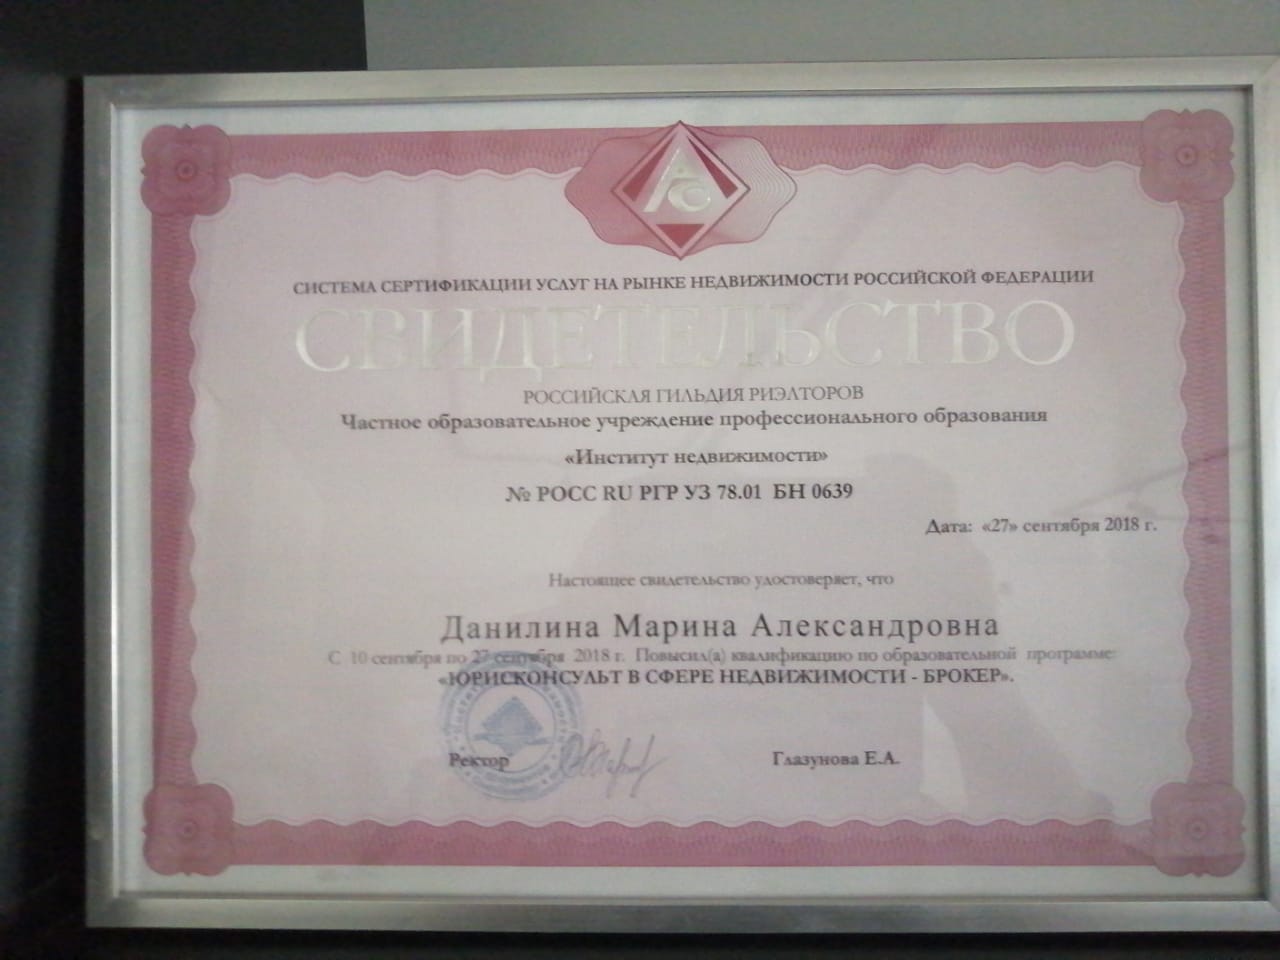 АС
СИСТЕМА СЕРТИФИКАЦИИ УСЛУГ НА РЫНКЕ НЕДВИЖИМОСТИ РОССИЙСКОЙ ФЕДЕРАЦИИ
СВИДЕТЕЛЬСТВО
РОССИЙСКАЯ ГИЛЬДИЯ РИЭЛТОРОВ
Частное образовательное учреждение профессионального образования
«Институт недвижимости»
№ РОСС RU РГР УЗ 78.01 БН 0639
Дата: «27» сентября 2018 г.
Настоящее свидетельство удостоверяет, что
Данилина Марина Александровна
С 10 сентября по 27 сентября 2018 г. Повысил(а) квалификацию по образовательной программе:
«ЮРИСКОНСУЛЬТ В СФЕРЕ НЕДВИЖИМОСТИ - БРОКЕР».
Ректор Глазунова Е.А.